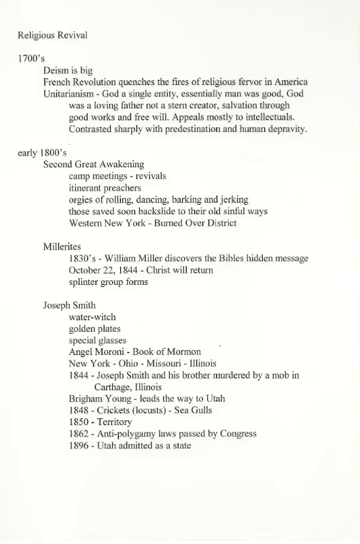 Religious Revival
1700's
Deism is big
French Revolution quenches the fires of religious fervor in America
Unitarianism - God a single entity, essentially man was good, God
was a loving father not a stern creator, salvation through
good works and free will. Appeals mostly to intellectuals.
Contrasted sharply with predestination and human depravity.
early 1800's
Second Great Awakening
camp meetings - revivals
itinerant preachers
orgies of rolling, dancing, barking and jerking
those saved soon backslide to their old sinful ways
Western New York - Burned Over District
Millerites
1830's - William Miller discovers the Bibles hidden message
October 22, 1844 - Christ will return
splinter group forms
Joseph Smith
water-witch
golden plates
special glasses
Angel Moroni - Book of Mormon
New York - Ohio - Missouri - Illinois
1844 - Joseph Smith and his brother murdered by a mob in
Carthage, Illinois
Brigham Young - leads the way to Utah
1848 - Crickets (locusts) - Sea Gulls
1850 - Territory
1862 - Anti-polygamy laws passed by Congress
1896 - Utah admitted as a state